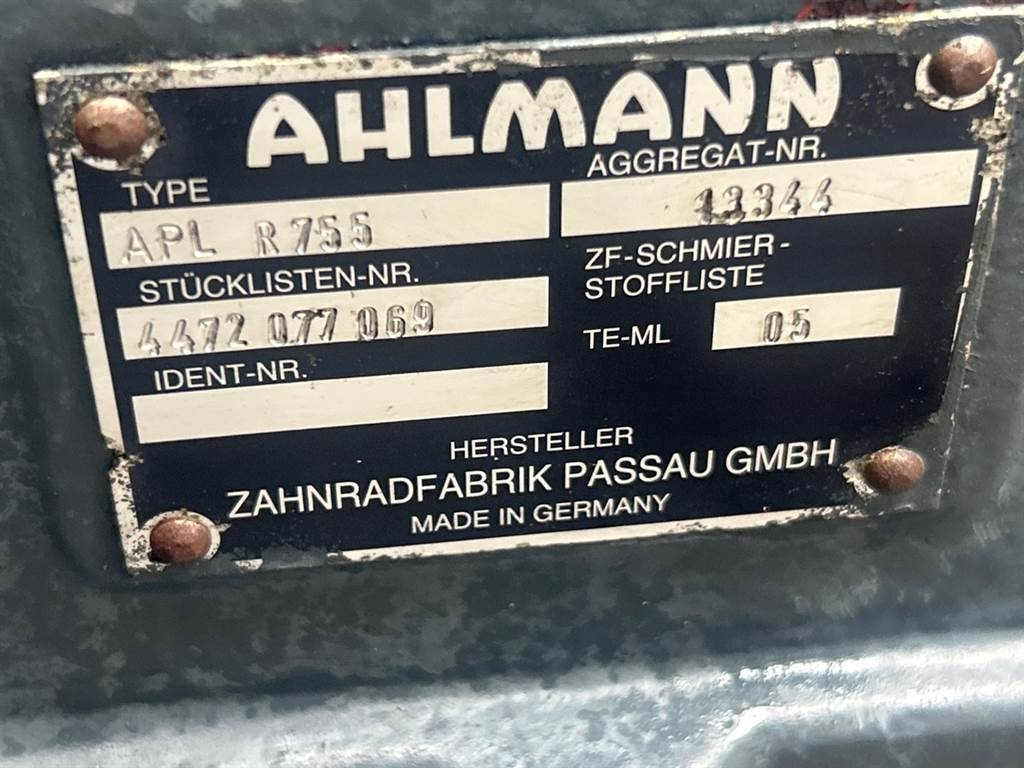 AHLMANN
TYPE
APL R755
AGGREGAT-NR.
13344
STÜCKLISTEN-NR.
4472 077 069
ZF-SCHMIER-
STOFFLISTE
TE-ML 05
IDENT-NR.
HERSTELLER
ZAHNRADFABRIK PASSAU GMBH
MADE IN GERMANY